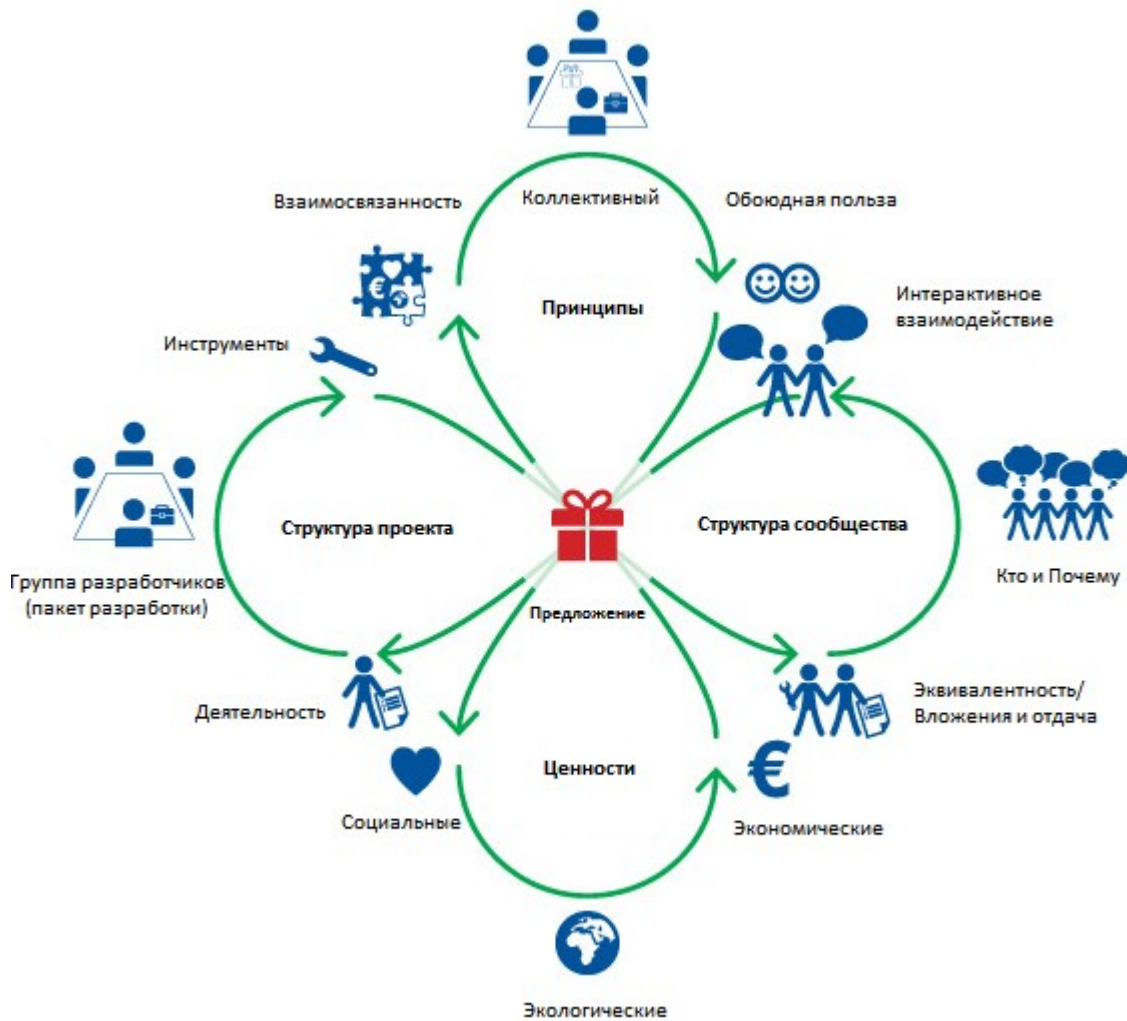 Взаимосвязанность
Коллективный
Обоюдная польза
Принципы
Интерактивное
взаимодействие
Инструменты
Структура проекта
Структура сообщества
Группа разработчиков
(пакет разработки)
Кто и Почему
Предложение
Деятельность
Эквивалентность/
Вложения и отдача
Ценности
€
Социальные
Экономические
Экологические